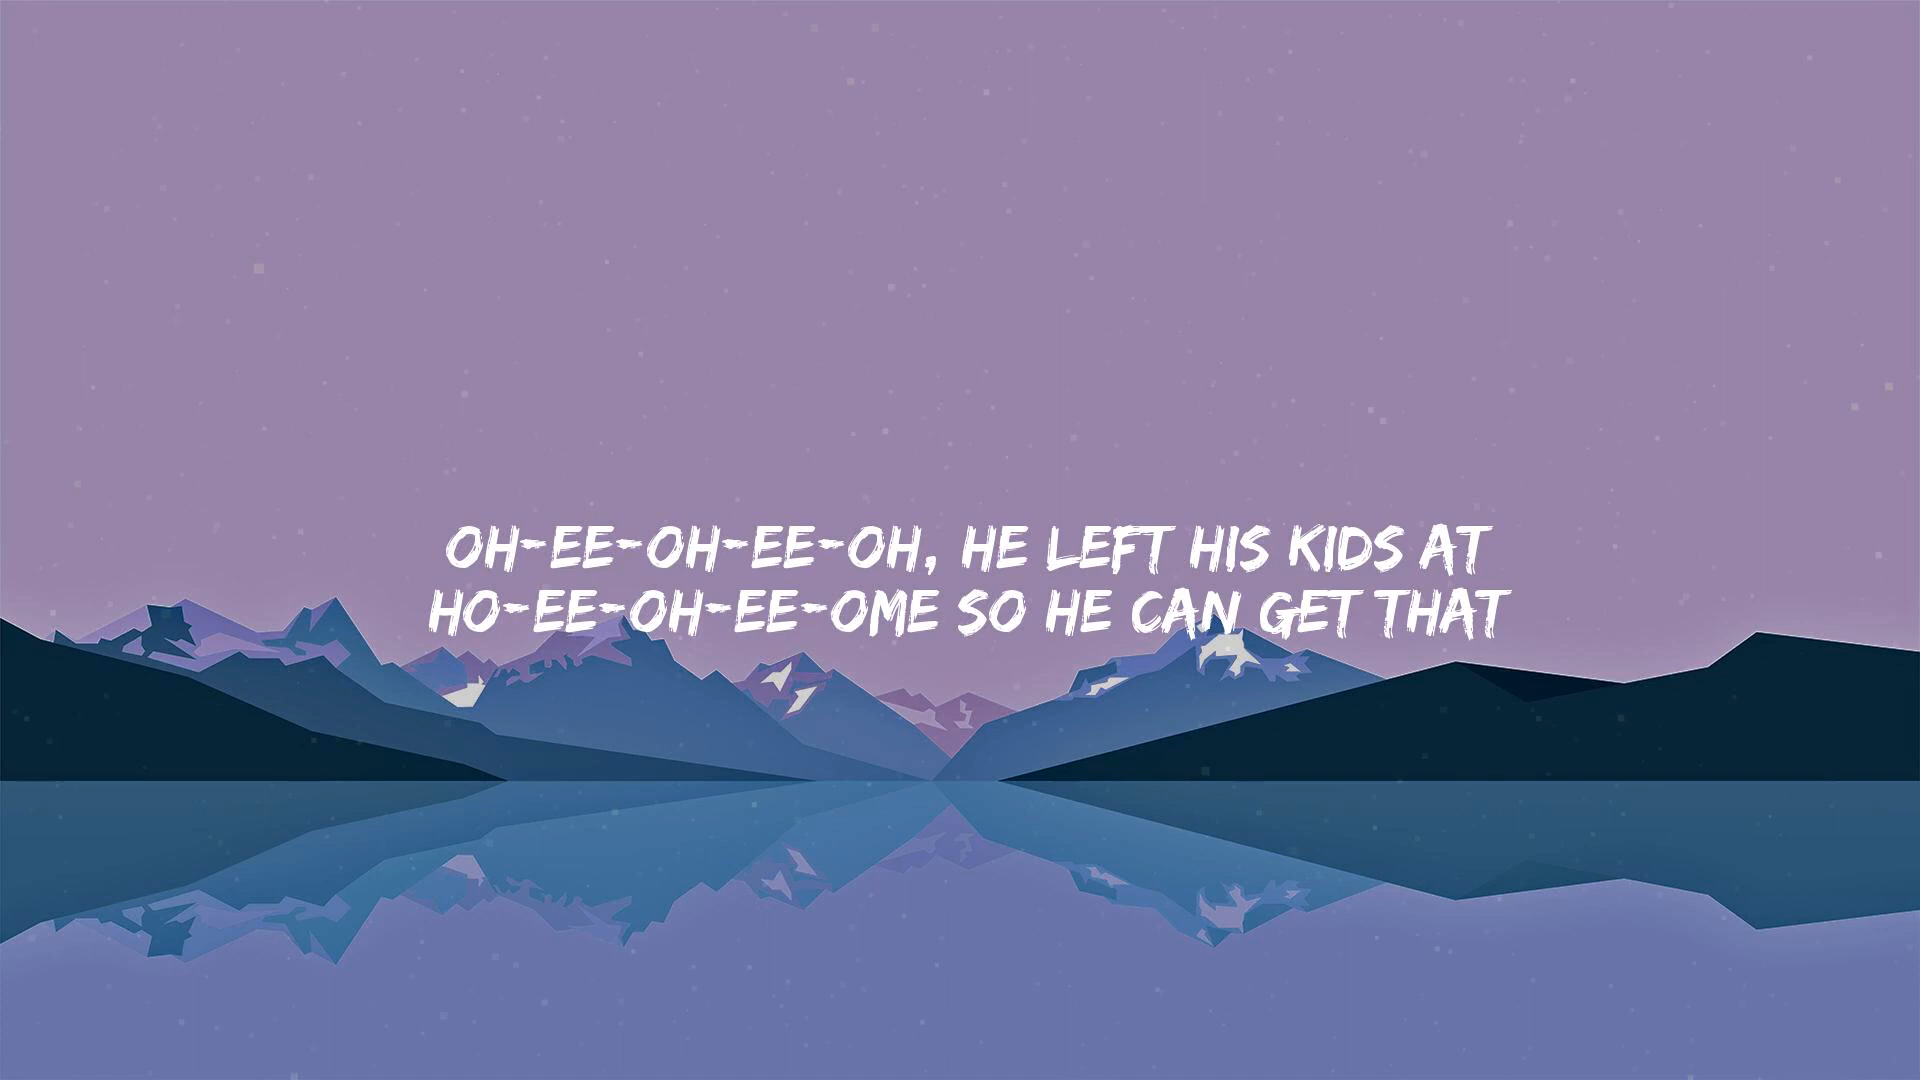 OH-EE-OH-EE-OH, HE LEFT HIS KIDS AT
HO-EE-OH-EE-OME SO HE CAN GET THAT